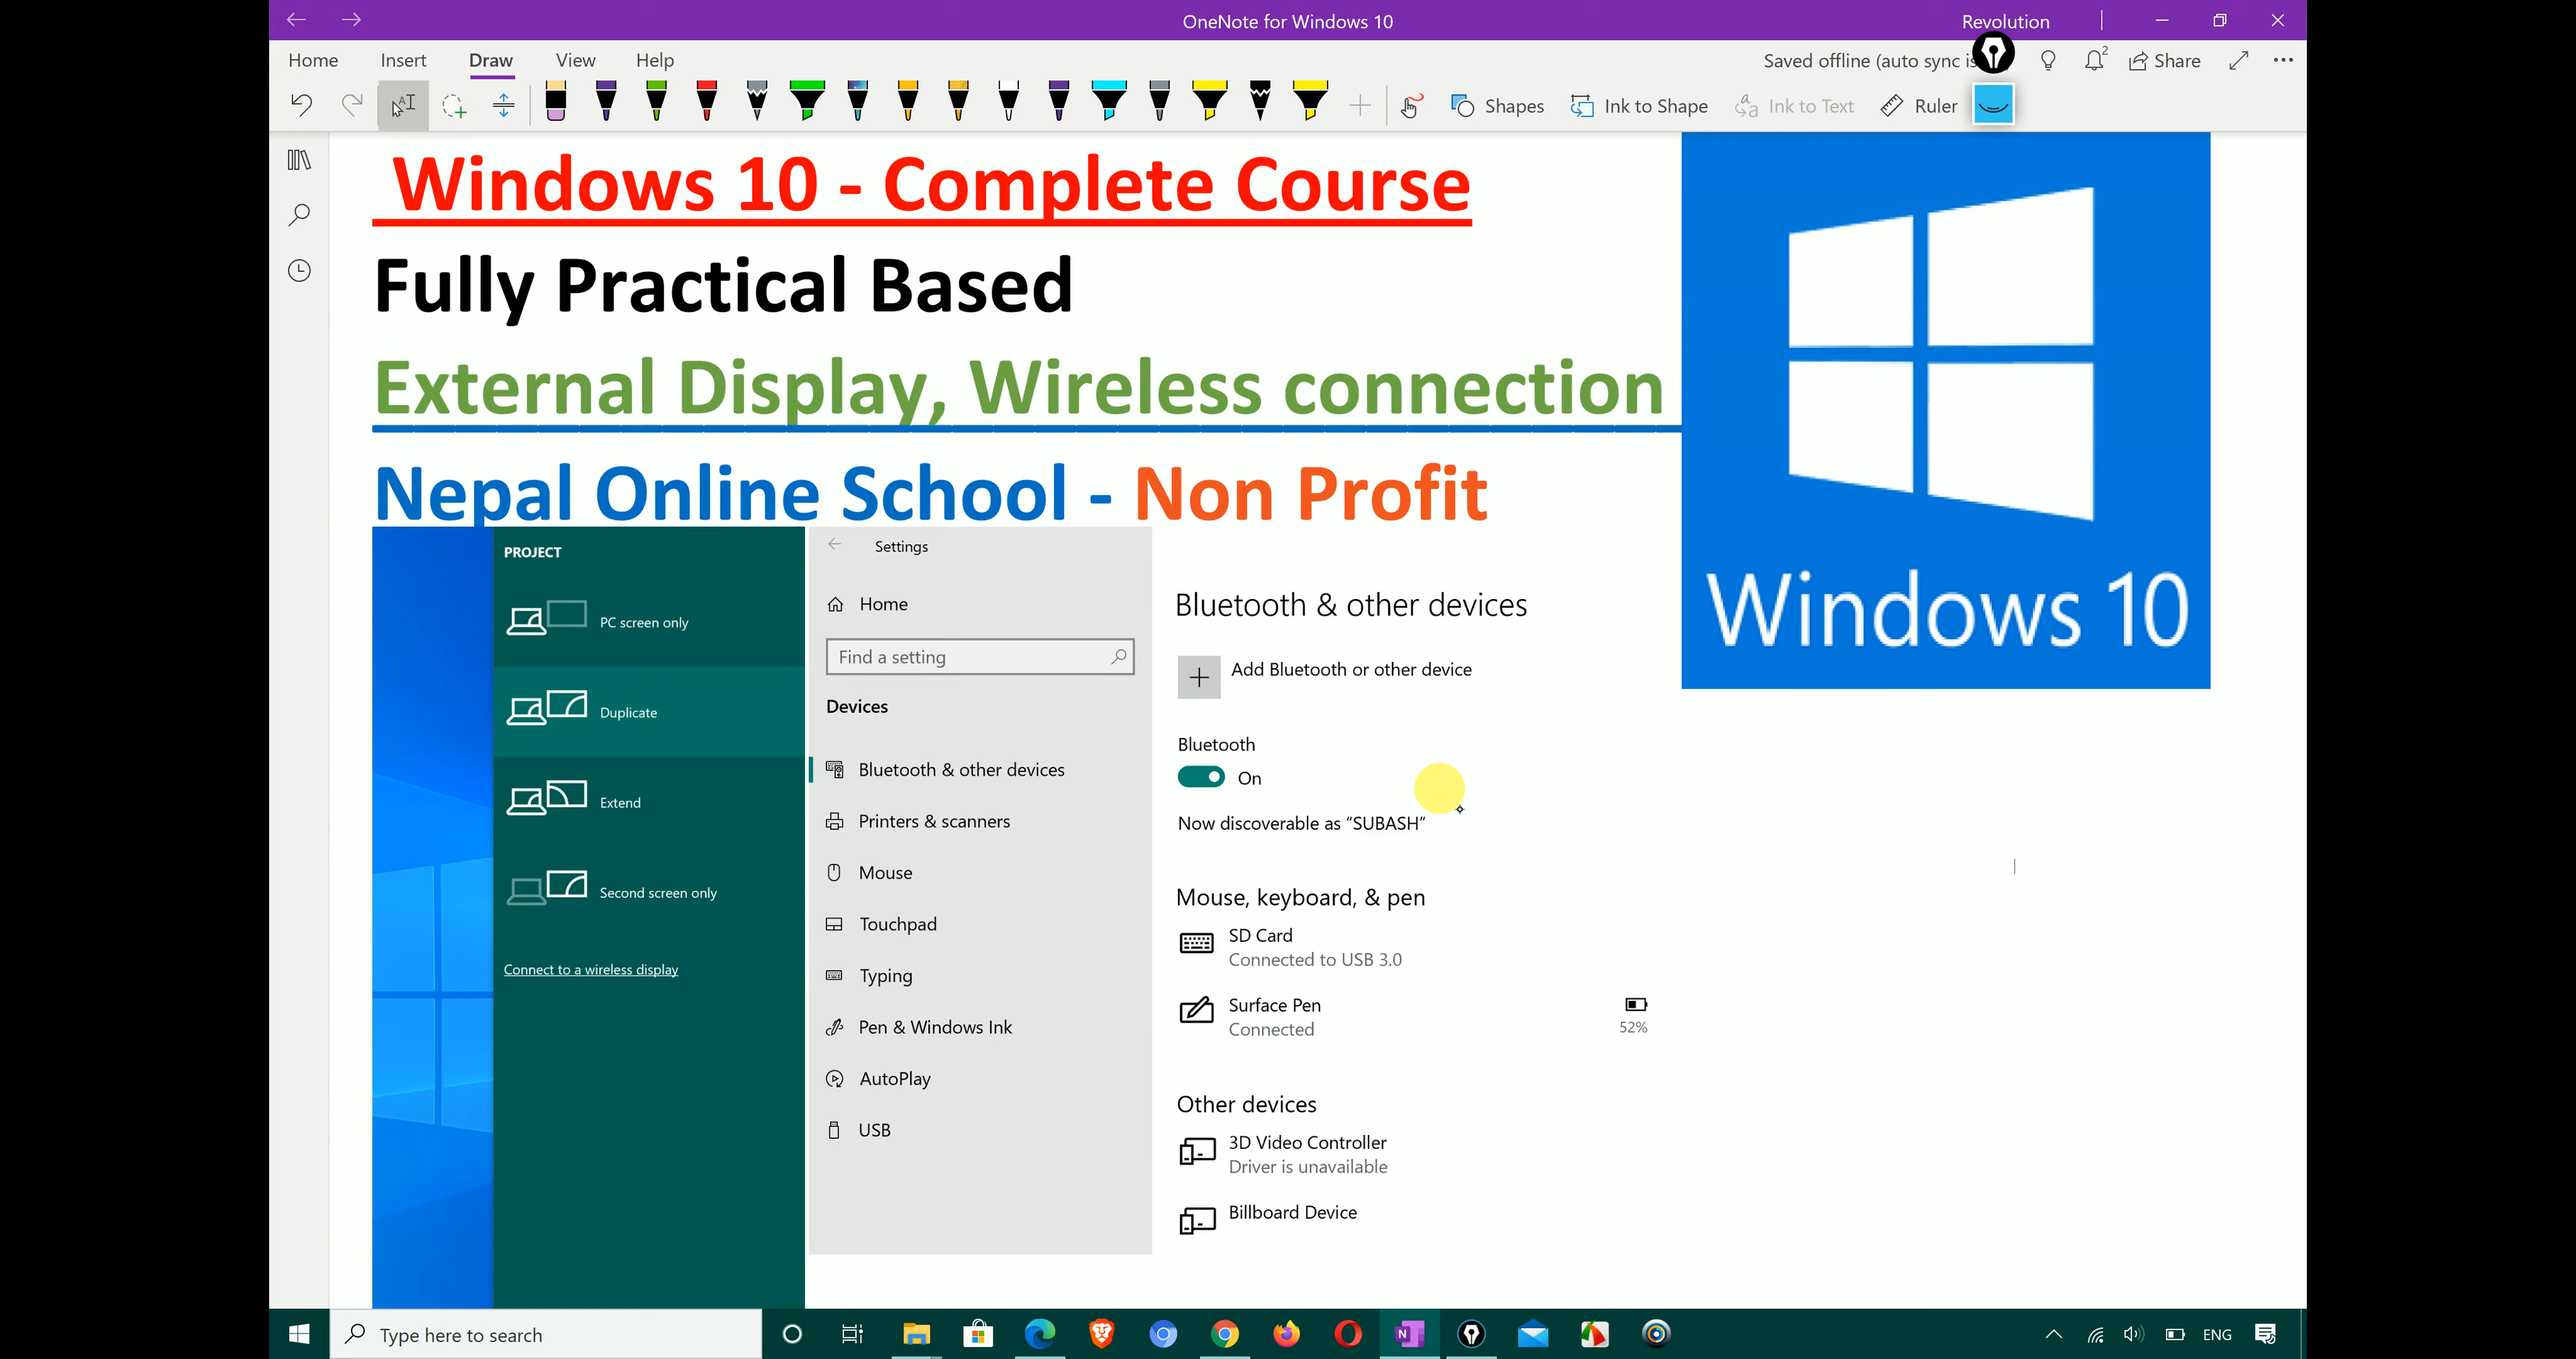 OneNote for Windows 10
Revolution
Home Insert Draw View Help
Saved offline (auto sync is
2
Share
Shapes
Ink to Shape
Ink to Text
Ruler
Windows 10 - Complete Course
Fully Practical Based
External Display, Wireless connection
Nepal Online School - Non Profit
Windows 10
PROJECT
PC screen only
Duplicate
Extend
Second screen only
Connect to a wireless display
Settings
Home
Find a setting
Devices
Bluetooth & other devices
Printers & scanners
Mouse
Touchpad
Typing
Pen & Windows Ink
AutoPlay
USB
Bluetooth & other devices
Add Bluetooth or other device
Bluetooth
On
Now discoverable as “SUBASH”
Mouse, keyboard, & pen
SD Card
Connected to USB 3.0
Surface Pen
Connected
52%
Other devices
3D Video Controller
Driver is unavailable
Billboard Device
Type here to search
N
ENG